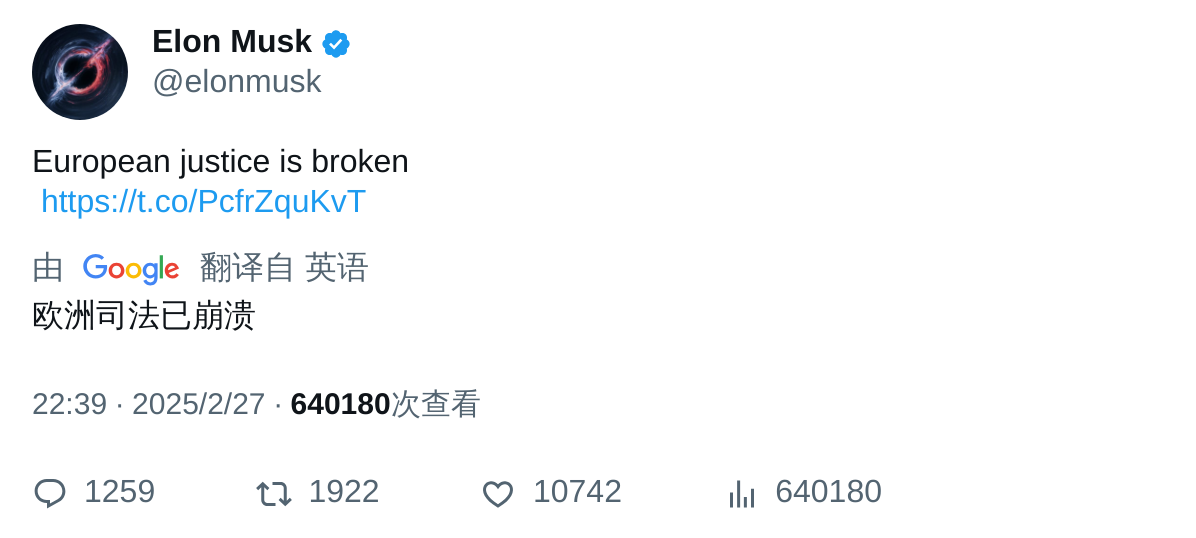 Elon Musk
@elonmusk
European justice is broken
https://t.co/PcfrZquKvT
由 Google 翻译自 英语
欧洲司法已崩溃
22:39 · 2025/2/27 · 640180次查看
1259 1922 10742 640180